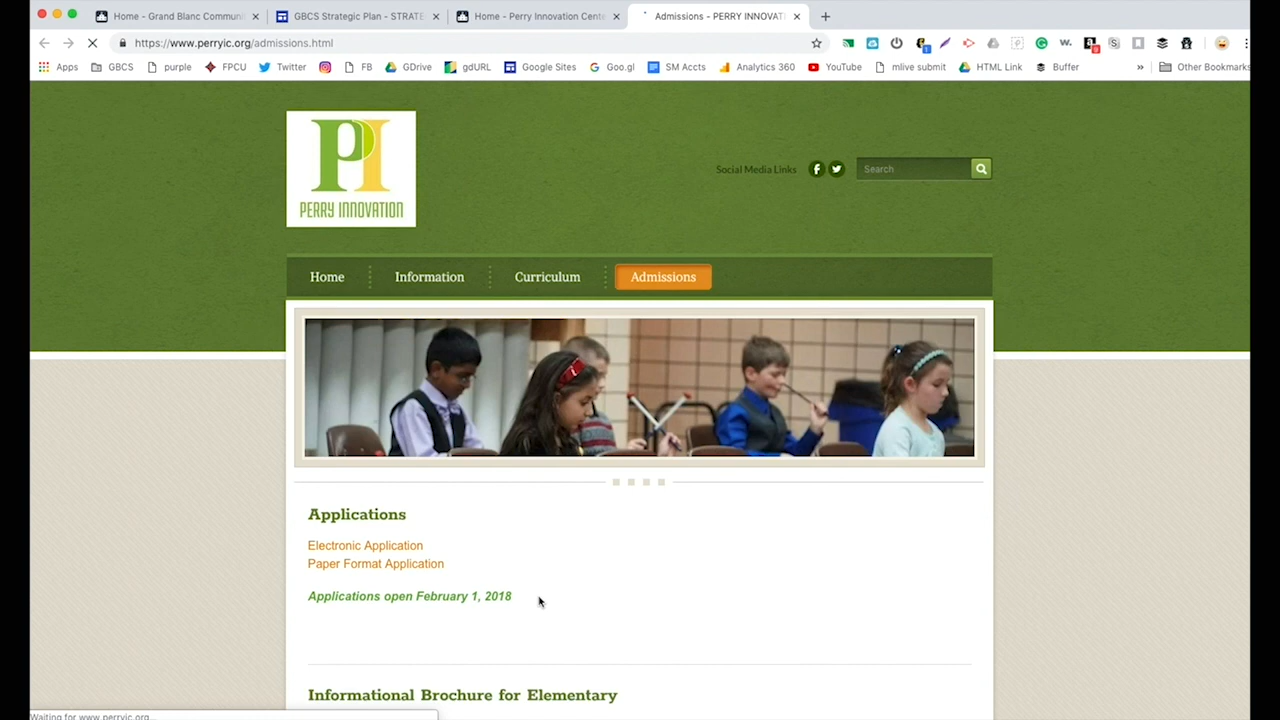 Home - Grand Blanc Commun
GBCS Strategic Plan - STRATE
Home - Perry Innovation Cente
Admissions - PERRY INNOVATI
https://www.perryic.org/admissions.html
Apps
GBCS
purple
FPCU
Twitter
FB
GDrive
gdURL
Google Sites
Goo.gl
SM Accts
Analytics 360
YouTube
mlive submit
HTML Link
Buffer
»
Other Bookmarks
PI
PERRY INNOVATION
Social Media Links
Search
Home
Information
Curriculum
Admissions
Applications
Electronic Application
Paper Format Application
Applications open February 1, 2018
Informational Brochure for Elementary
Waiting for www.perryic.org...